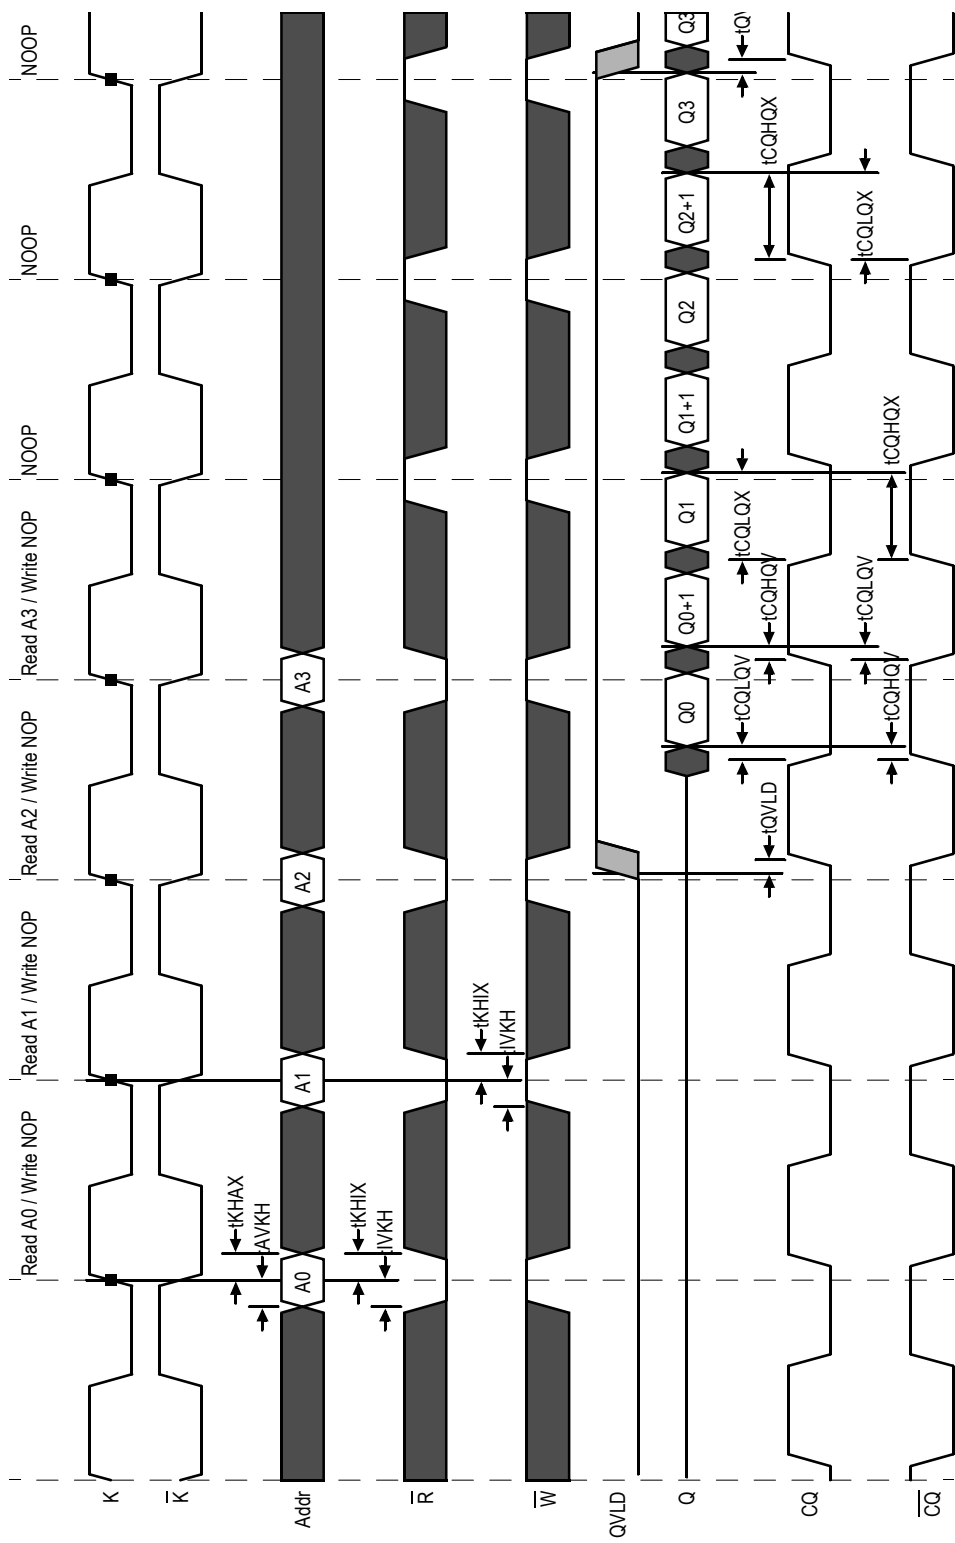 Read A0 / Write NOP
Read A1 / Write NOP
Read A2 / Write NOP
Read A3 / Write NOP
NOOP
NOOP
NOOP
K
K̅
tKHAX
tAVKH
Addr
A0
A1
A2
A3
tKHIX
tIVKH
R̅
tKHIX
tIVKH
W̅
QVLD
Q
Q0
Q0+1
Q1
Q1+1
Q2
Q2+1
Q3
Q3
tCQLQV
tCQLQX
tQV
tQVLD
tCQHQV
tCQHQX
CQ
tCQLQV
tCQLQX
tCQHQV
tCQHQX
C̅Q̅